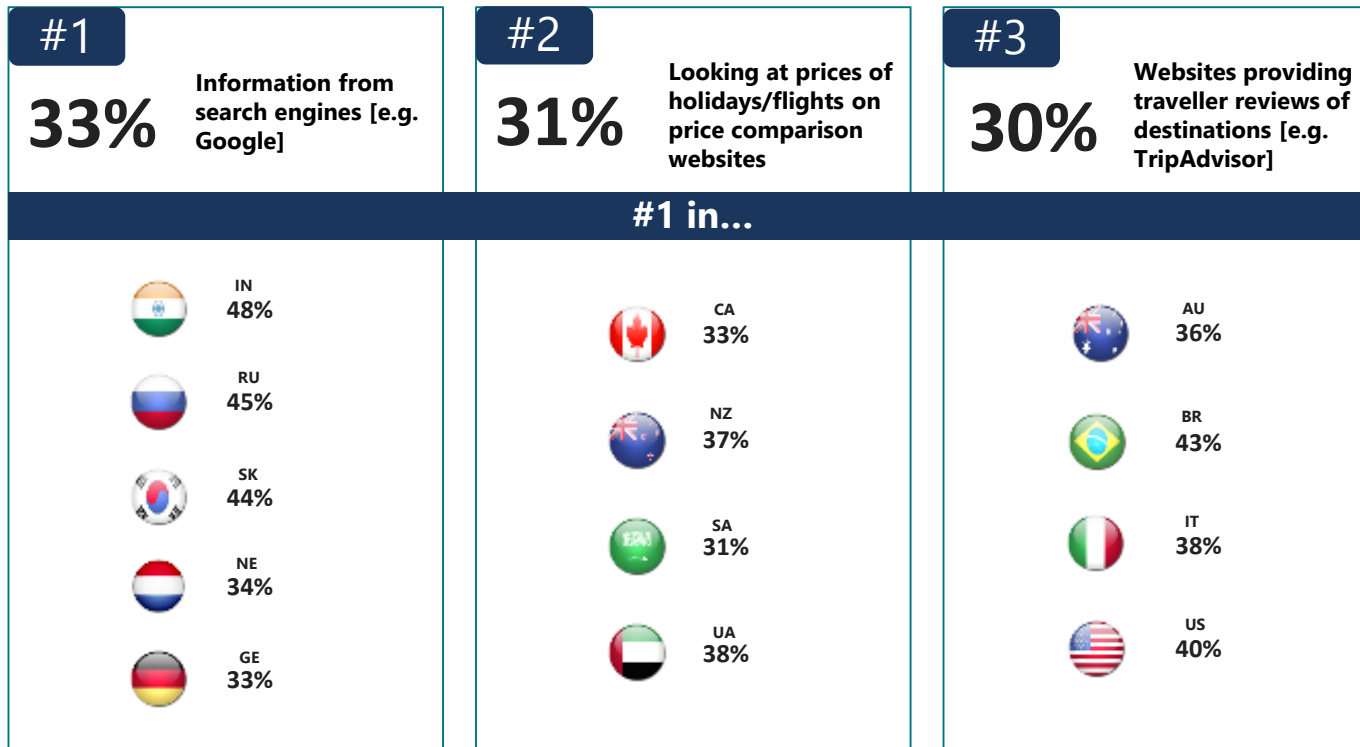 #1
33%
Information from
search engines [e.g.
Google]
#2
31%
Looking at prices of
holidays/flights on
price comparison
websites
#3
30%
Websites providing
traveller reviews of
destinations [e.g.
TripAdvisor]
#1 in...
IN
48%
RU
45%
SK
44%
NE
34%
GE
33%
CA
33%
NZ
37%
SA
31%
UA
38%
AU
36%
BR
43%
IT
38%
US
40%